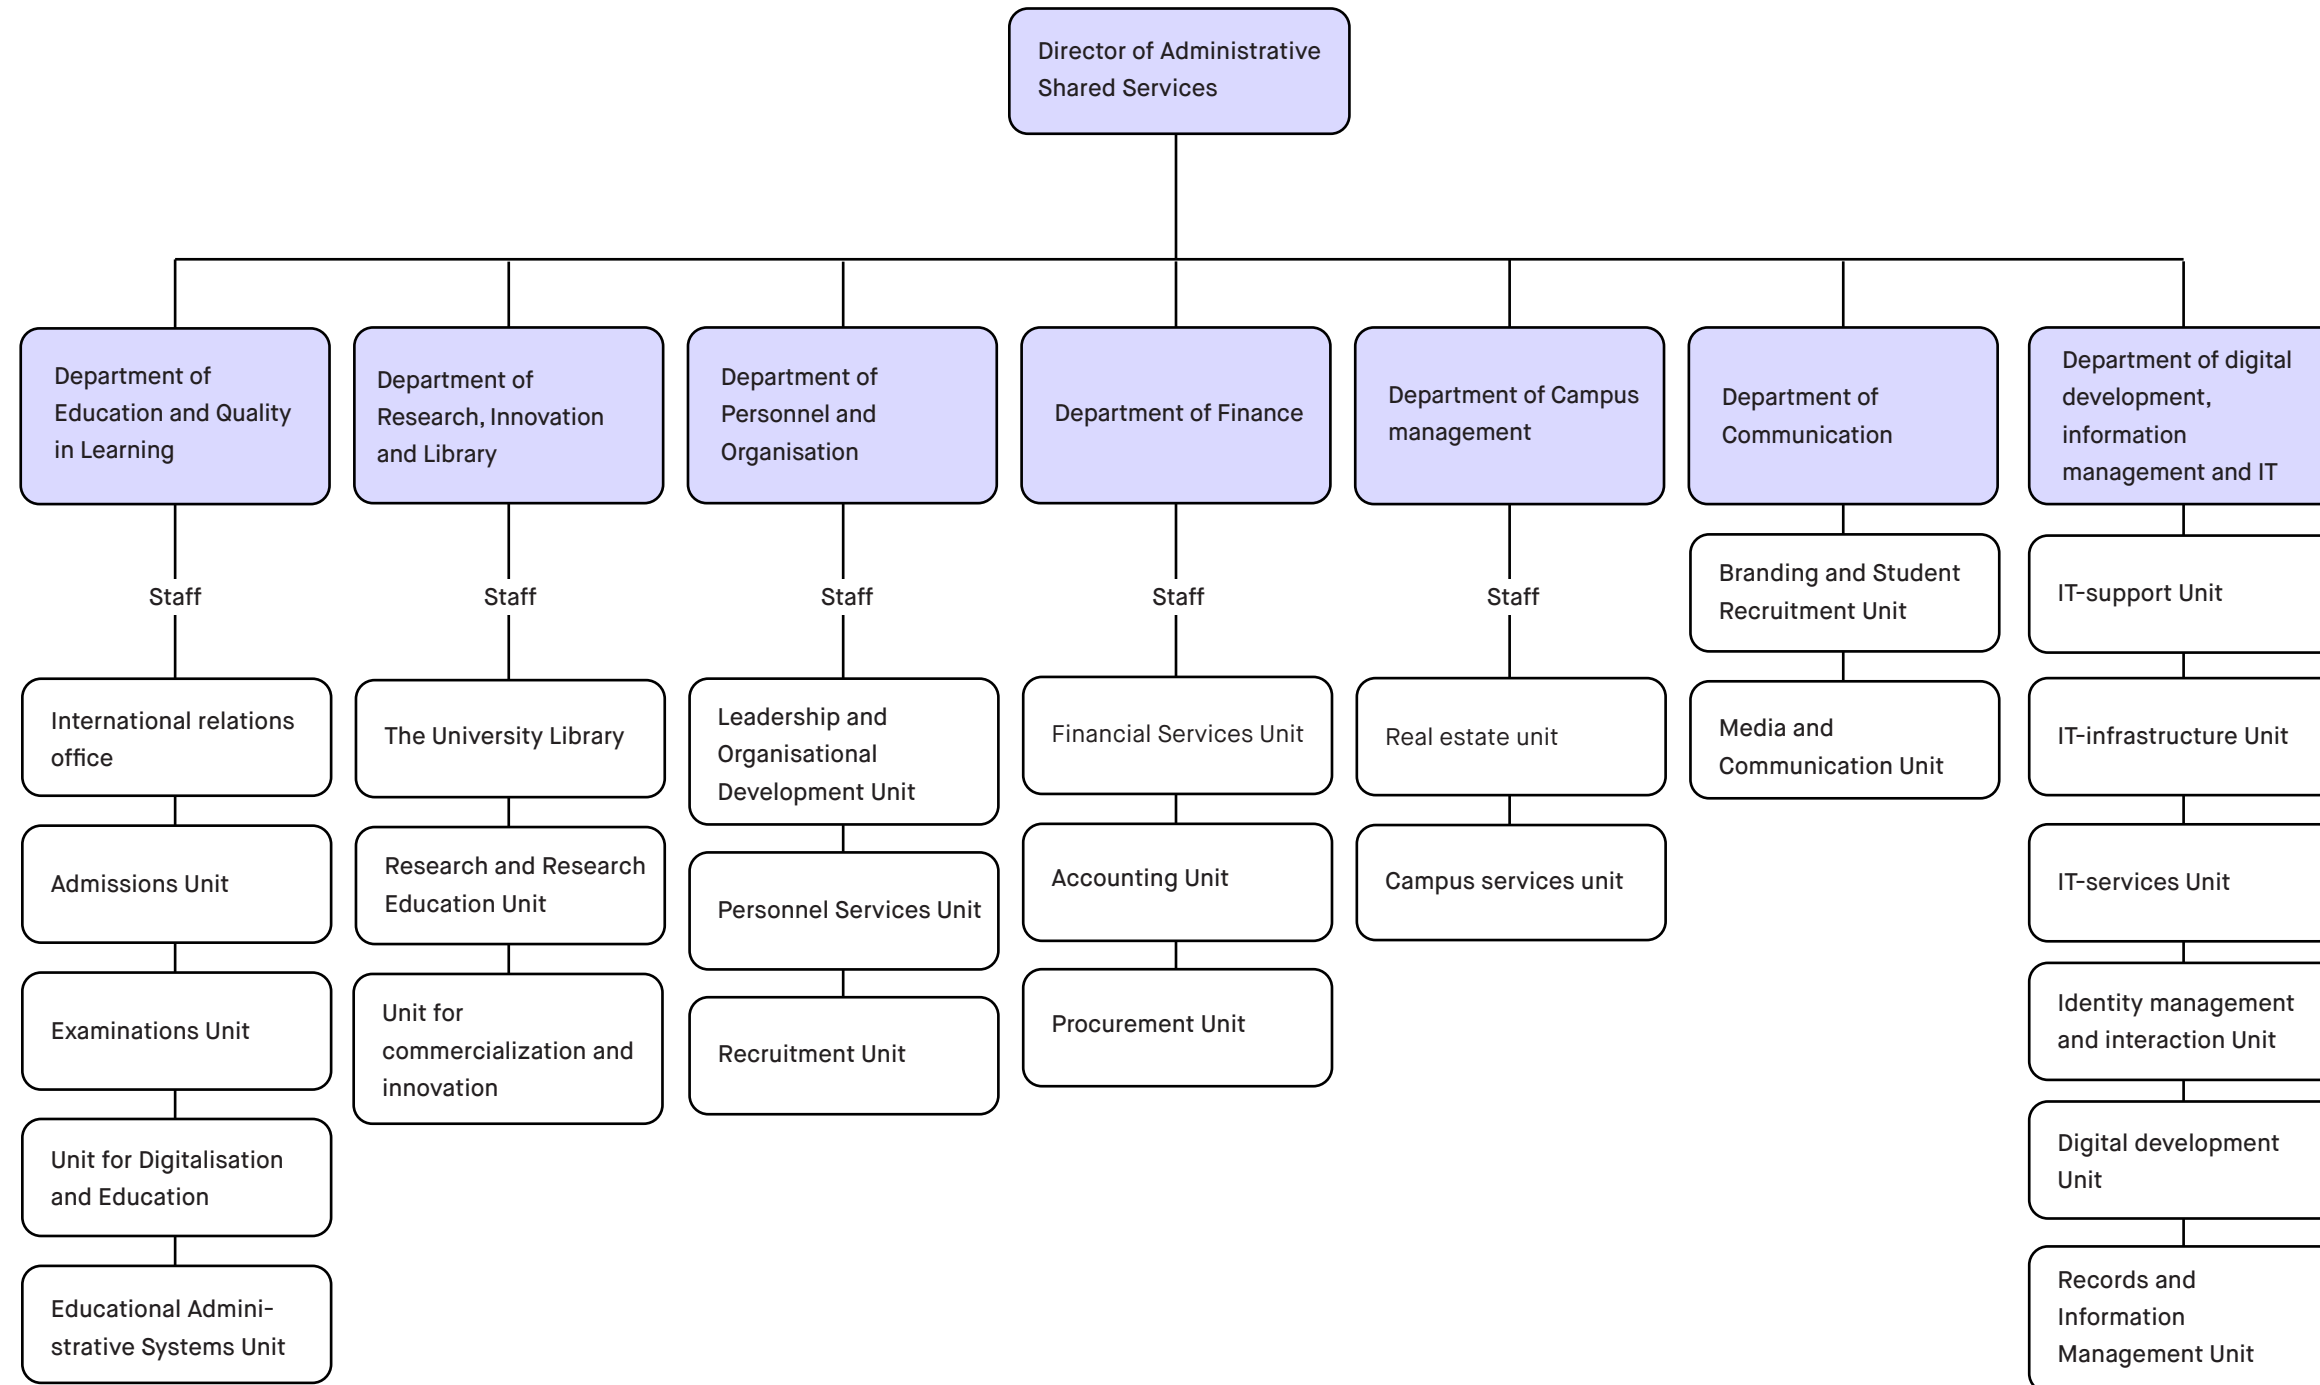 Director of Administrative
Shared Services
Department of
Education and Quality
in Learning
Department of
Research, Innovation
and Library
Department of
Personnel and
Organisation
Department of Finance
Department of Campus
management
Department of
Communication
Department of digital
development,
information
management and IT
Staff
International relations
office
Admissions Unit
Examinations Unit
Unit for Digitalisation
and Education
Educational Admini-
strative Systems Unit
Staff
The University Library
Research and Research
Education Unit
Unit for
commercialization and
innovation
Staff
Leadership and
Organisational
Development Unit
Personnel Services Unit
Recruitment Unit
Staff
Financial Services Unit
Accounting Unit
Procurement Unit
Staff
Real estate unit
Campus services unit
Branding and Student
Recruitment Unit
Media and
Communication Unit
IT-support Unit
IT-infrastructure Unit
IT-services Unit
Identity management
and interaction Unit
Digital development
Unit
Records and
Information
Management Unit